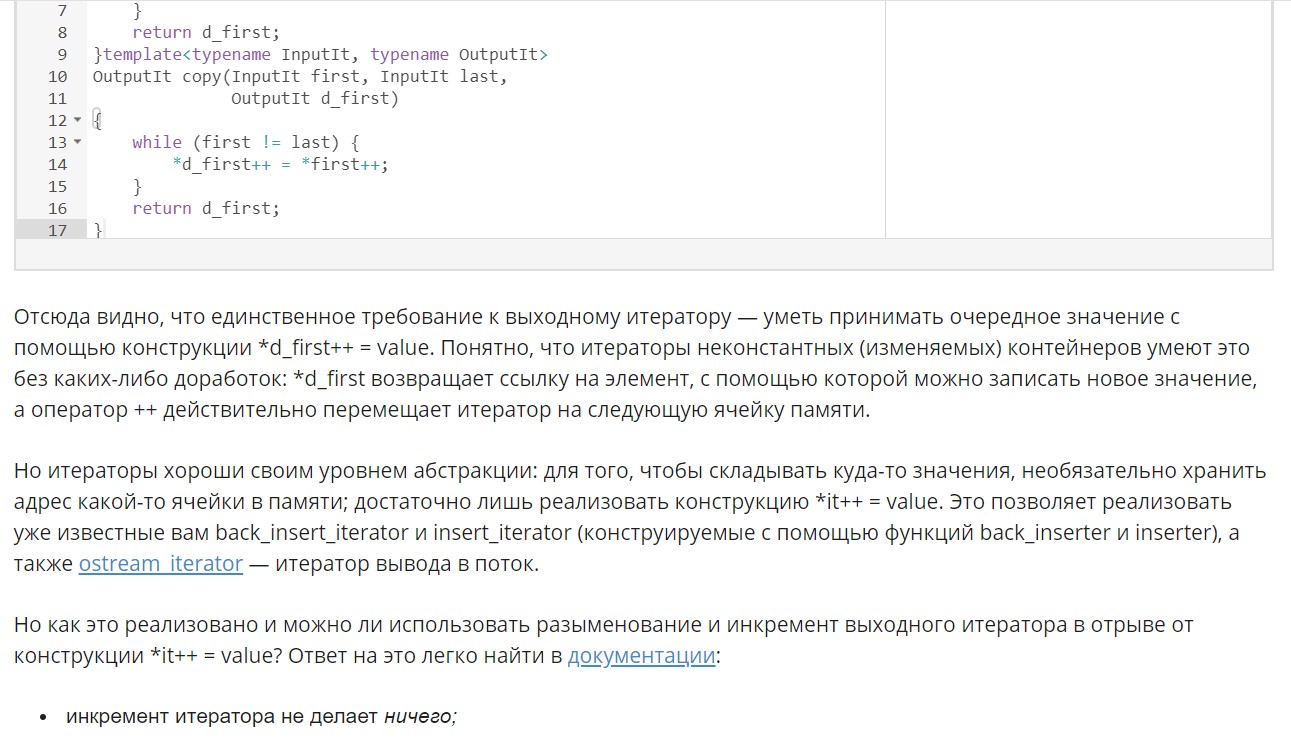 7 }
8 return d_first;
9 }template<typename InputIt, typename OutputIt>
10 OutputIt copy(InputIt first, InputIt last,
11 OutputIt d_first)
12 {
13 while (first != last) {
14 *d_first++ = *first++;
15 }
16 return d_first;
17 }
Отсюда видно, что единственное требование к выходному итератору — уметь принимать очередное значение с
помощью конструкции *d_first++ = value. Понятно, что итераторы неконстантных (изменяемых) контейнеров умеют это
без каких-либо доработок: *d_first возвращает ссылку на элемент, с помощью которой можно записать новое значение,
а оператор ++ действительно перемещает итератор на следующую ячейку памяти.
Но итераторы хороши своим уровнем абстракции: для того, чтобы складывать куда-то значения, необязательно хранить
адрес какой-то ячейки в памяти; достаточно лишь реализовать конструкцию *it++ = value. Это позволяет реализовать
уже известные вам back_insert_iterator и insert_iterator (конструируемые с помощью функций back_inserter и inserter), а
также ostream_iterator — итератор вывода в поток.
Но как это реализовано и можно ли использовать разыменование и инкремент выходного итератора в отрыве от
конструкции *it++ = value? Ответ на это легко найти в документации:
• инкремент итератора не делает ничего;